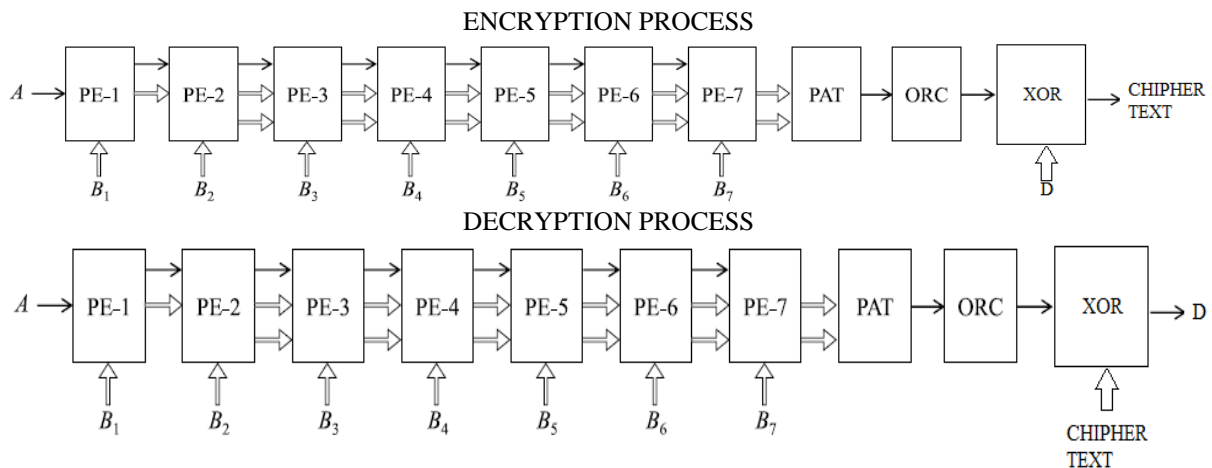 ENCRYPTION PROCESS
A PE-1 PE-2 PE-3 PE-4 PE-5 PE-6 PE-7 PAT ORC XOR CHIPHER
TEXT
B₁ B₂ B₃ B₄ B₅ B₆ B₇ D
DECRYPTION PROCESS
A PE-1 PE-2 PE-3 PE-4 PE-5 PE-6 PE-7 PAT ORC XOR D
B₁ B₂ B₃ B₄ B₅ B₆ B₇ CHIPHER
TEXT